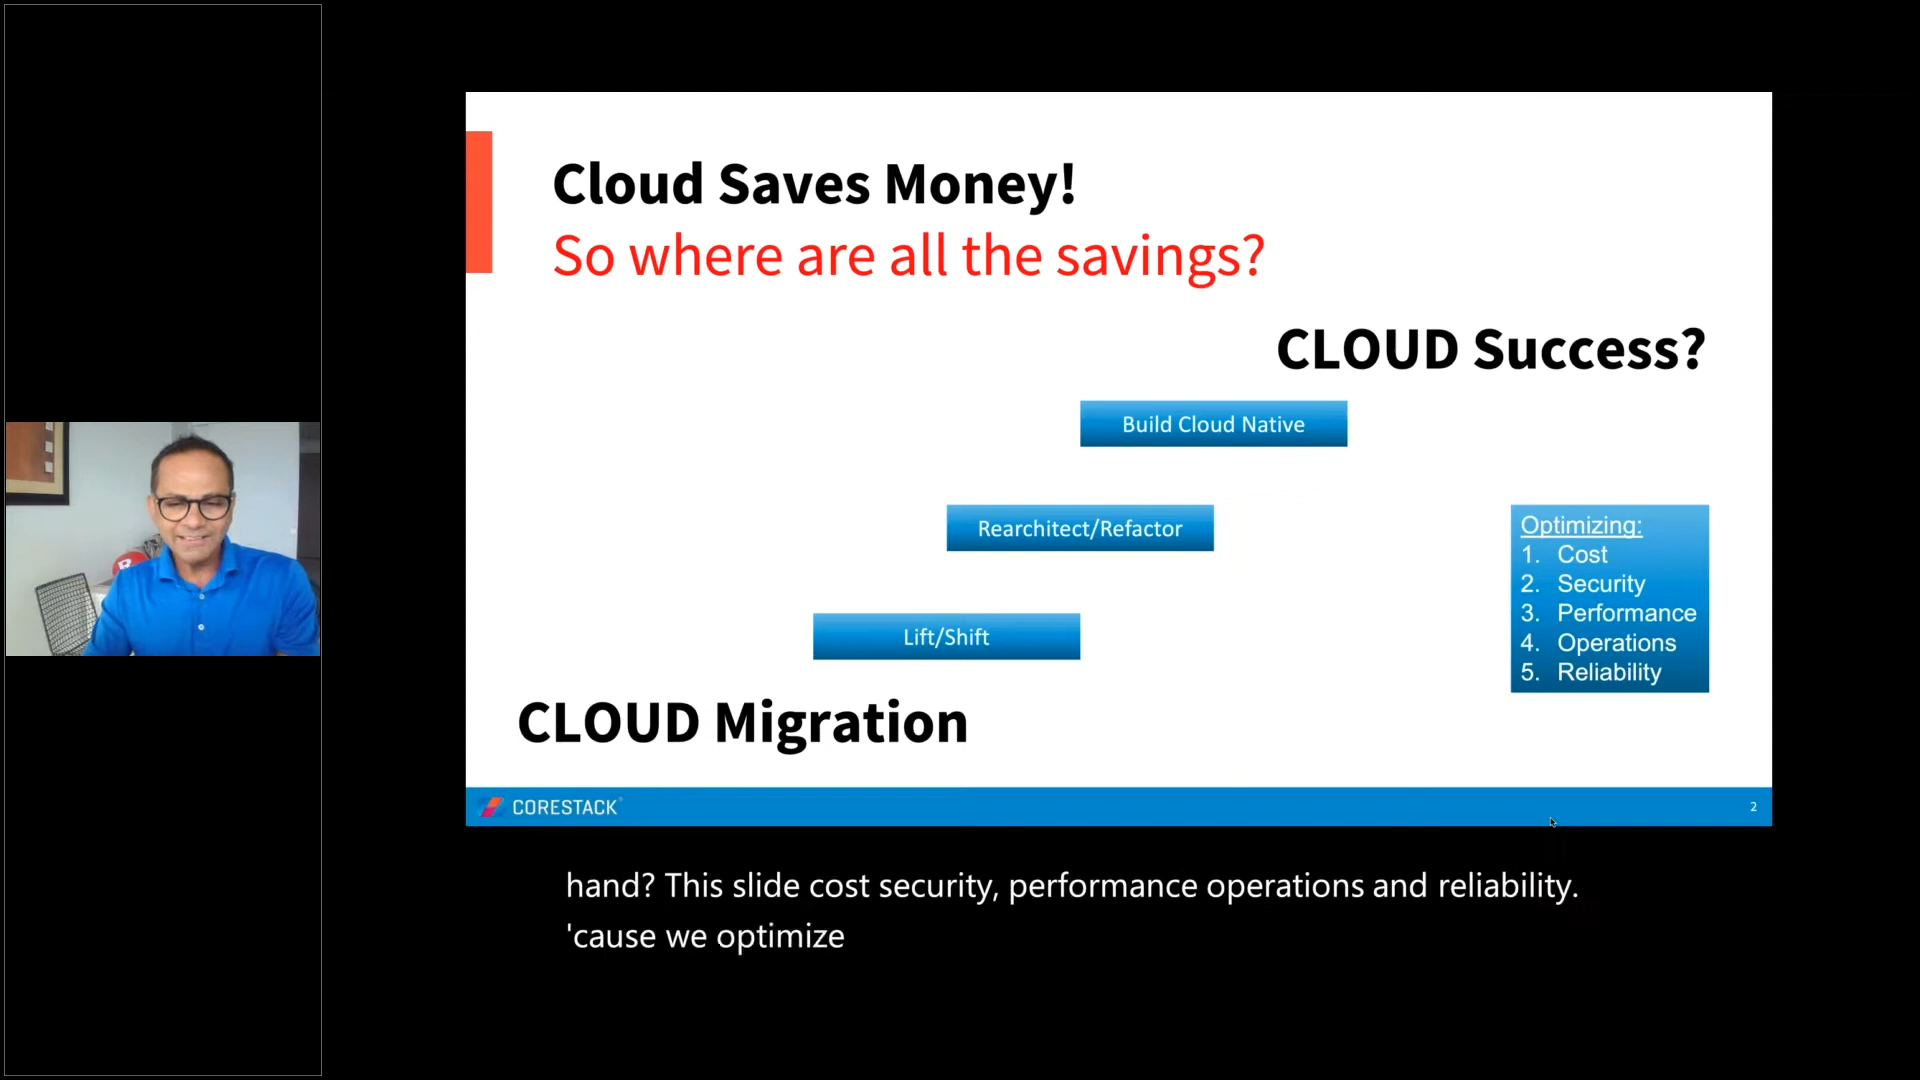 Cloud Saves Money!
So where are all the savings?
CLOUD Success?
Build Cloud Native
Rearchitect/Refactor
Optimizing:
1. Cost
2. Security
3. Performance
4. Operations
5. Reliability
Lift/Shift
CLOUD Migration
CORESTACK
2
hand? This slide cost security, performance operations and reliability.
'cause we optimize